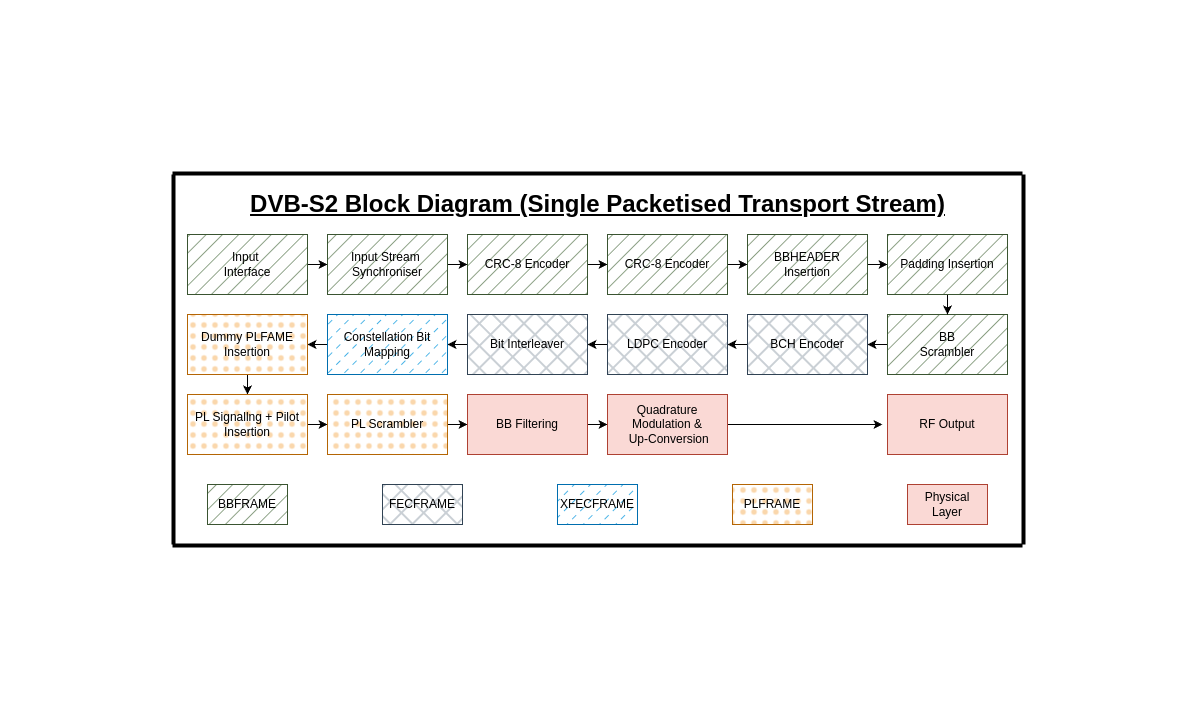 DVB-S2 Block Diagram (Single Packetised Transport Stream)
Input
Interface
Input Stream
Synchroniser
CRC-8 Encoder
CRC-8 Encoder
BBHEADER
Insertion
Padding Insertion
Dummy PLFAME
Insertion
Constellation Bit
Mapping
Bit Interleaver
LDPC Encoder
BCH Encoder
BB
Scrambler
PL Signallng + Pilot
Insertion
PL Scrambler
BB Filtering
Quadrature
Modulation &
Up-Conversion
RF Output
BBFRAME
FECFRAME
XFECFRAME
PLFRAME
Physical
Layer